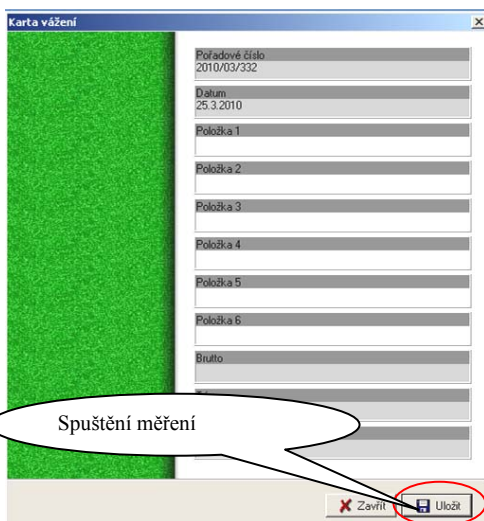 Karta vážení
Pořadové číslo
2010/03/332
Datum
25.3.2010
Položka 1
Položka 2
Položka 3
Položka 4
Položka 5
Položka 6
Brutto
Spuštění měření
Zavřít
Uložit